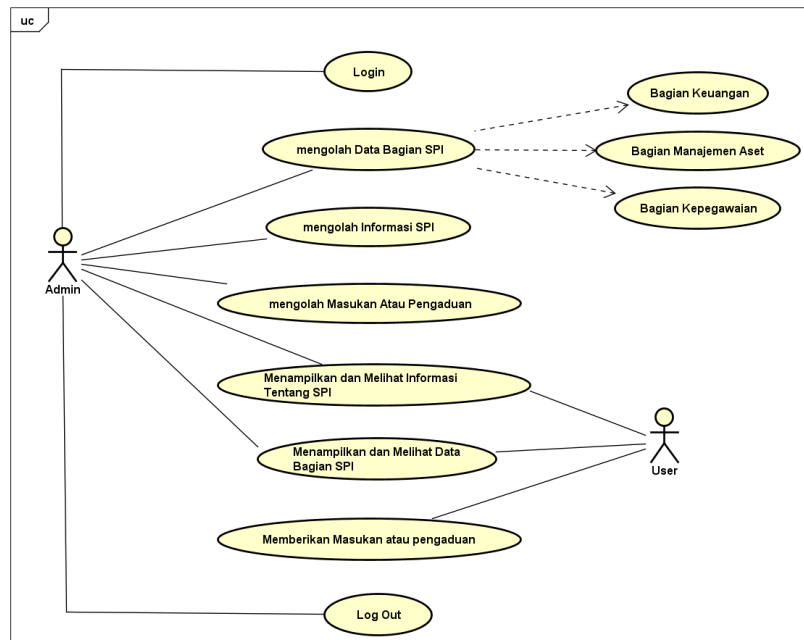 uc
Login
Bagian Keuangan
mengolah Data Bagian SPI
Bagian Manajemen Aset
Bagian Kepegawaian
mengolah Informasi SPI
Admin
mengolah Masukan Atau Pengaduan
Menampilkan dan Melihat Informasi
Tentang SPI
Menampilkan dan Melihat Data
Bagian SPI
User
Memberikan Masukan atau pengaduan
Log Out